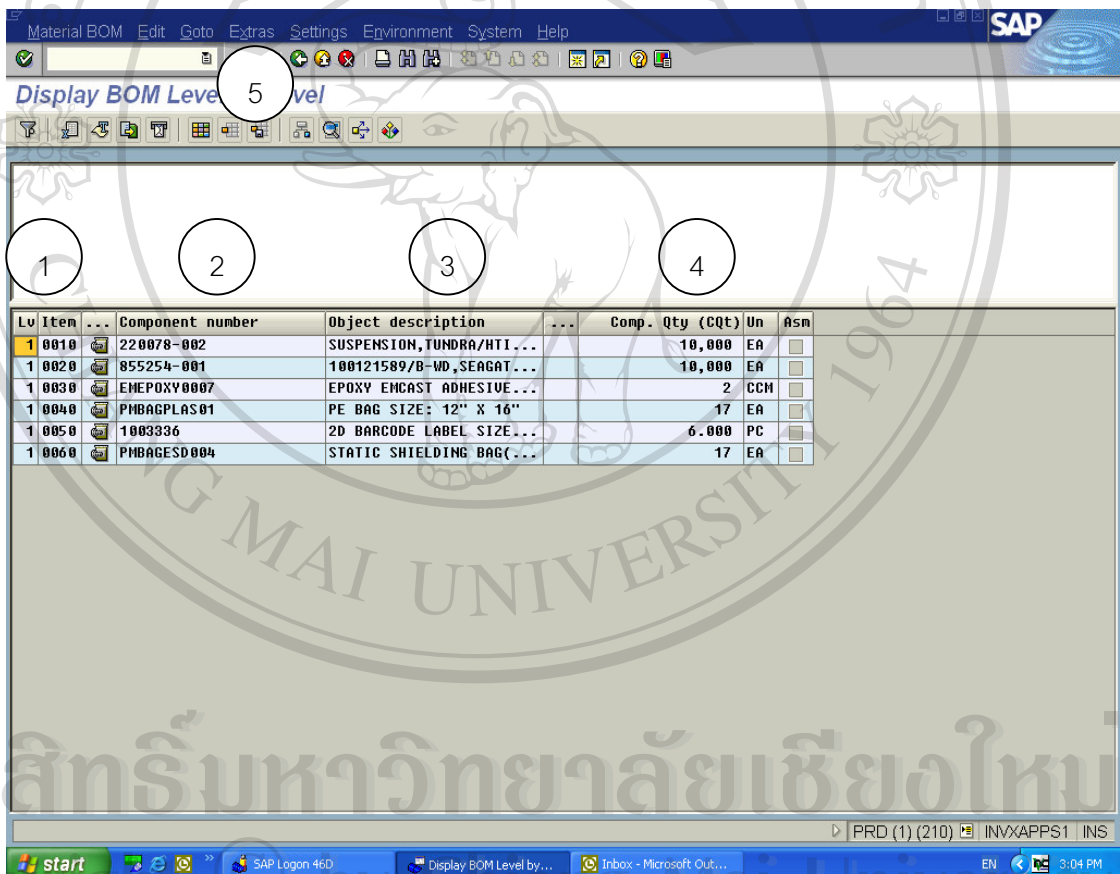 Material BOM Edit Goto Extras Settings Environment System Help
SAP
5
Display BOM Level vel
1 2 3 4
Lv Item ... Component number Object description ... Comp. Qty (CQt) Un Asm
1 0010 220078-002 SUSPENSION,TUNDRA/HTI... 10,000 EA
1 0020 855254-001 100121589/B-WD,SEAGAT... 10,000 EA
1 0030 EMEPOXY0007 EPOXY EMCAST ADHESIVE... 2 CCM
1 0040 PMBAGPLAS01 PE BAG SIZE: 12" X 16" 17 EA
1 0050 1003336 2D BARCODE LABEL SIZE... 6.000 PC
1 0060 PMBAGESD004 STATIC SHIELDING BAG(... 17 EA
MAI UNIVERSITY 1964
สิทธิ์มหาวิทยาลัยเชียงใหม่
PRD (1) (210) INVXAPPS1 INS
start SAP Logon 46D Display BOM Level by... Inbox - Microsoft Out... EN 3:04 PM